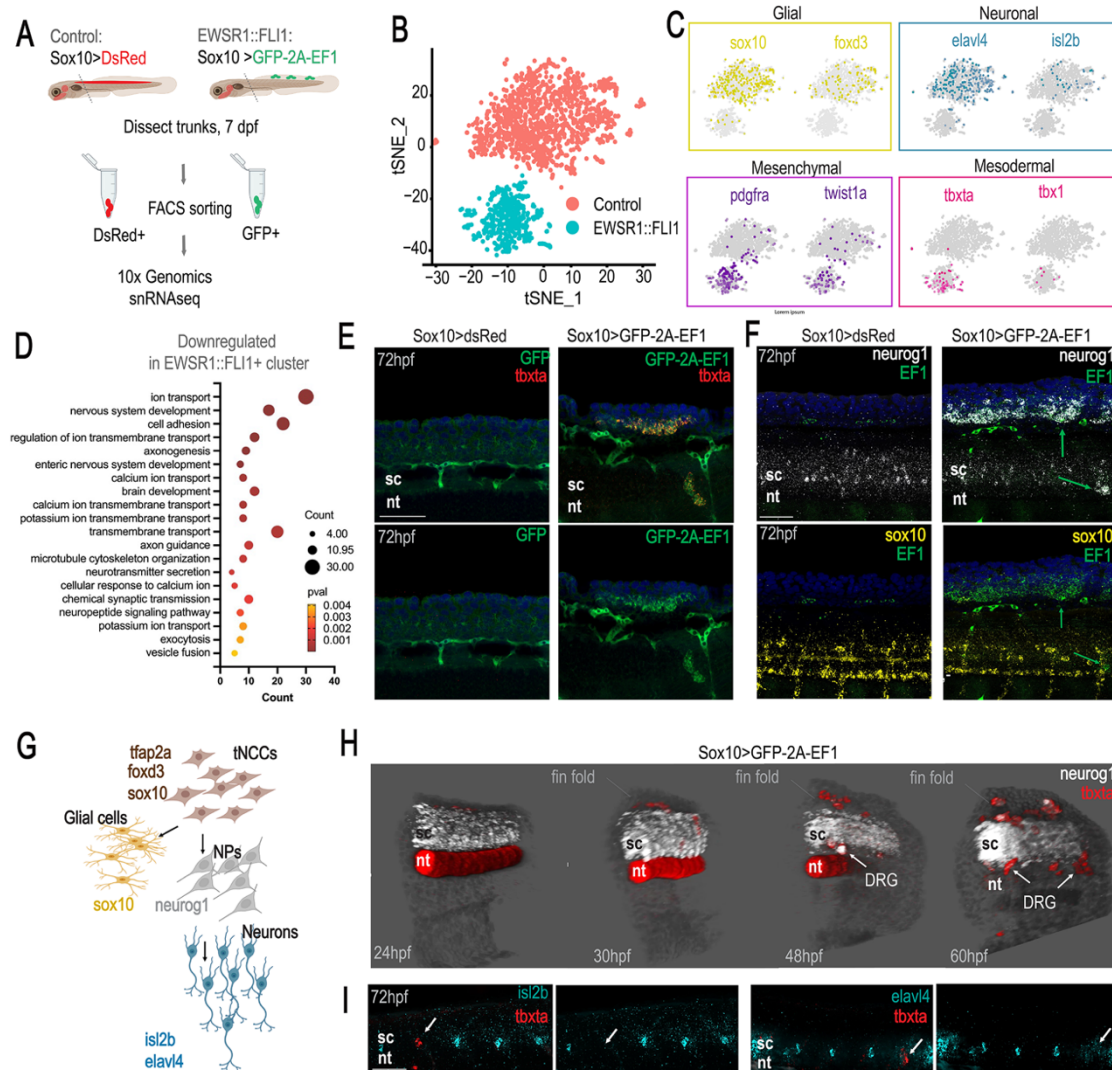 A
Control:
Sox10>DsRed
EWSR1::FLI1:
Sox10 >GFP-2A-EF1
Dissect trunks, 7 dpf
FACS sorting
DsRed+
GFP+
10x Genomics
snRNAseq
B
tSNE_2
20
0
−20
−40
−30
−20
−10
0
10
20
30
tSNE_1
Control
EWSR1::FLI1
C
Glial
sox10
foxd3
Neuronal
elavl4
isl2b
Mesenchymal
pdgfra
twist1a
Mesodermal
tbxta
tbx1
Lorem ipsum
D
Downregulated
in EWSR1::FLI1+ cluster
ion transport
nervous system development
cell adhesion
regulation of ion transmembrane transport
axonogenesis
enteric nervous system development
calcium ion transport
brain development
calcium ion transmembrane transport
potassium ion transmembrane transport
transmembrane transport
axon guidance
microtubule cytoskeleton organization
neurotransmitter secretion
cellular response to calcium ion
chemical synaptic transmission
neuropeptide signaling pathway
potassium ion transport
exocytosis
vesicle fusion
Count
4.00
10.95
30.00
pval
0.004
0.003
0.002
0.001
0
10
20
30
40
Count
E
Sox10>dsRed
Sox10>GFP-2A-EF1
72hpf
GFP
tbxta
sc
nt
GFP-2A-EF1
tbxta
sc
nt
72hpf
GFP
GFP-2A-EF1
F
Sox10>dsRed
Sox10>GFP-2A-EF1
72hpf
neurog1
EF1
sc
nt
neurog1
EF1
72hpf
sox10
EF1
sox10
EF1
G
tfap2a
foxd3
sox10
tNCCs
Glial cells
sox10
NPs
neurog1
Neurons
isl2b
elavl4
H
Sox10>GFP-2A-EF1
neurog1
tbxta
sc
nt
24hpf
fin fold
sc
nt
30hpf
fin fold
sc
nt
DRG
48hpf
fin fold
sc
nt
DRG
60hpf
I
72hpf
isl2b
tbxta
sc
nt
elavl4
tbxta
sc
nt